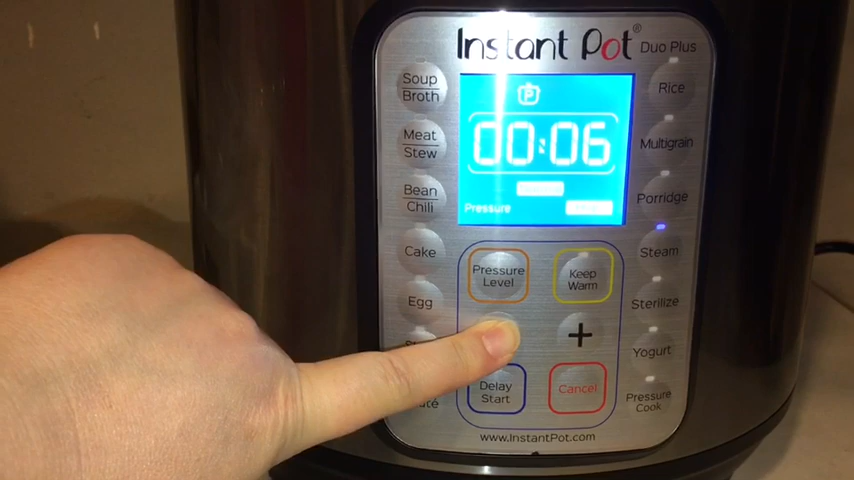 Instant Pot® Duo Plus
Soup
Broth
Meat
Stew
Bean
Chili
Cake
Egg
00:06
Pressure
Pressure
Level
Keep
Warm
+
Delay
Start
Cancel
Rice
Multigrain
Porridge
Steam
Sterilize
Yogurt
Pressure
Cook
www.InstantPot.com